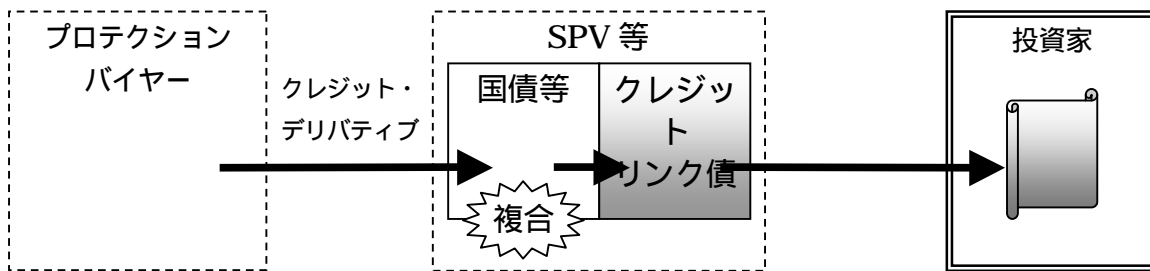 プロテクション
バイヤー
クレジット・
デリバティブ
SPV 等
国債等
複合
クレジッ
ト
リンク債
投資家